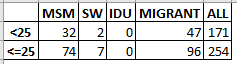 MSM SW IDU MIGRANT ALL
<25 32 2 0 47 171
<=25 74 7 0 96 254